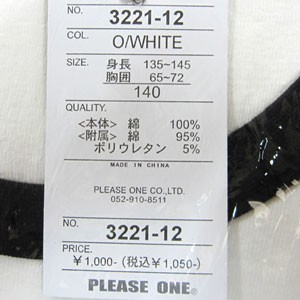 NO. 3221-12
COL. O/WHITE
SIZE. 身長 135~145
胸囲 65~72
140
QUALITY.
<本体> 綿 100%
<附属> 綿 95%
ポリウレタン 5%
MADE IN CHINA
PLEASE ONE CO.,LTD.
052-910-8511
NO. 3221-12
PRICE.
¥1,000-(税込¥1,050-)
PLEASE ONE.